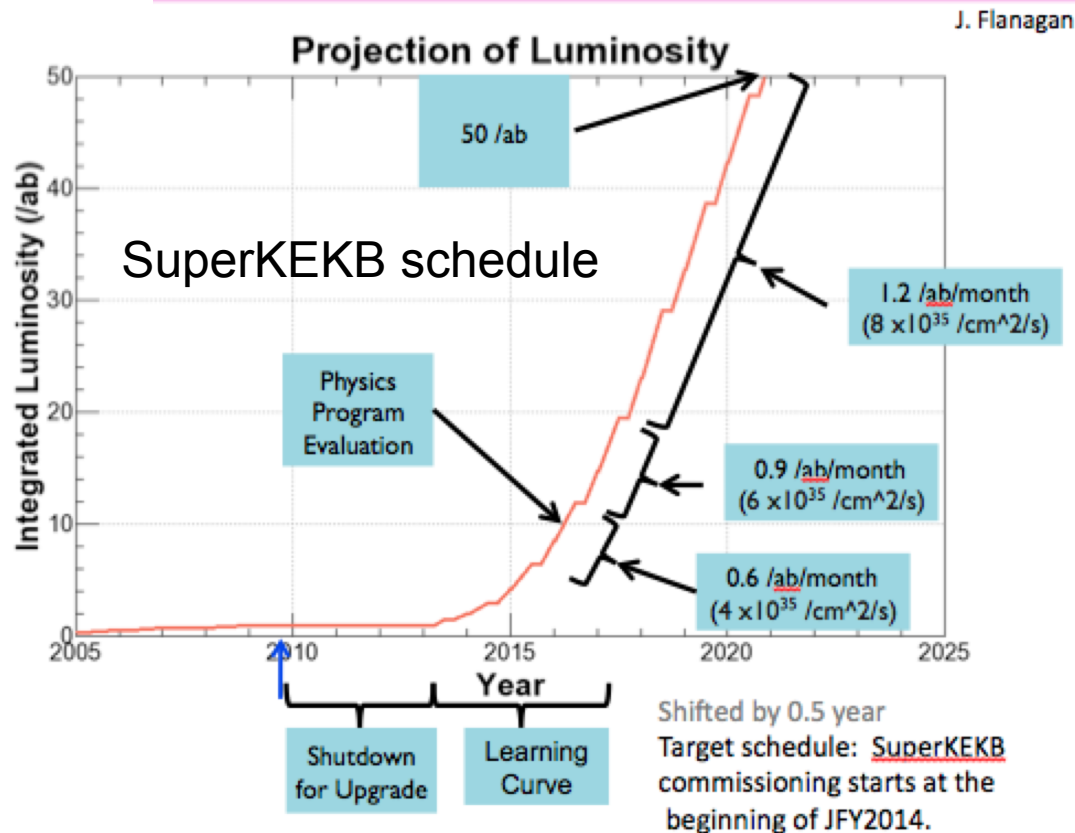 J. Flanagan
Projection of Luminosity
Integrated Luminosity (/ab)
50
40
30
20
10
0
SuperKEKB schedule
50 /ab
1.2 /ab/month
(8 x10³⁵ /cm^2/s)
Physics
Program
Evaluation
0.9 /ab/month
(6 x10³⁵ /cm^2/s)
0.6 /ab/month
(4 x10³⁵ /cm^2/s)
2005
2010
2015
2020
2025
Year
Shutdown
for Upgrade
Learning
Curve
Shifted by 0.5 year
Target schedule: SuperKEKB
commissioning starts at the
beginning of JFY2014.